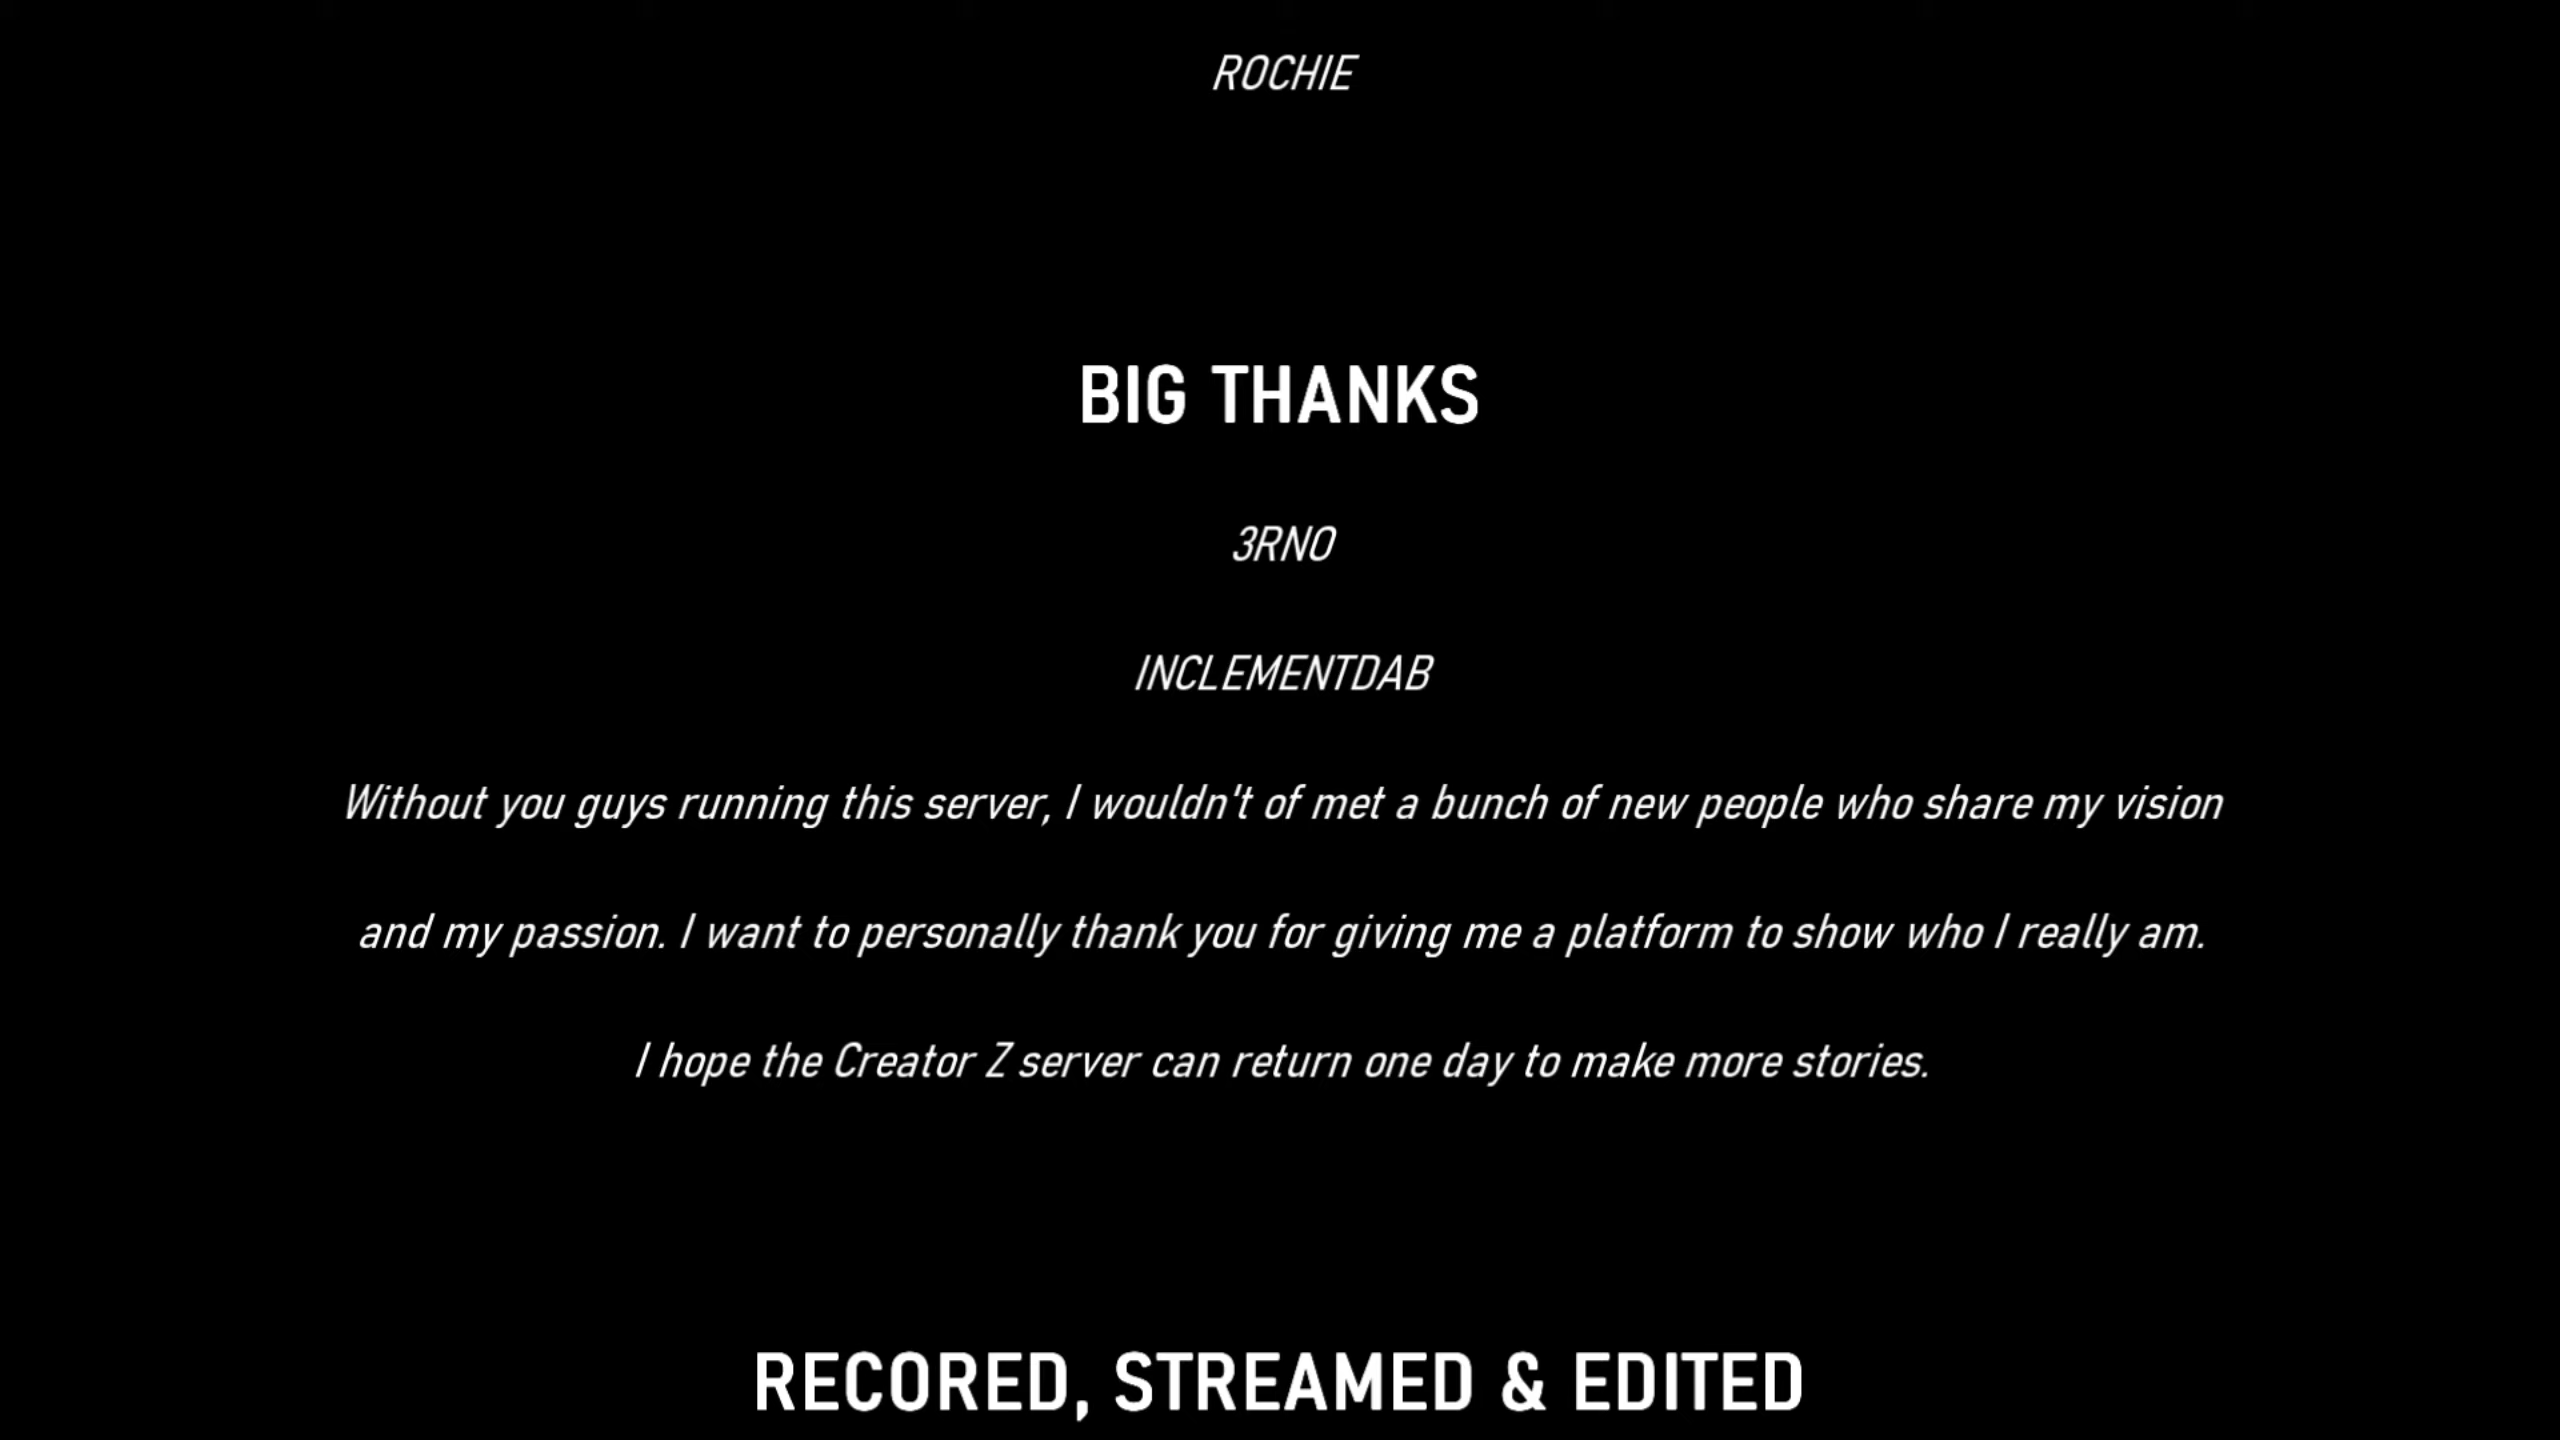 ROCHIE
BIG THANKS
3RNO
INCLEMENTDAB
Without you guys running this server, I wouldn't of met a bunch of new people who share my vision
and my passion. I want to personally thank you for giving me a platform to show who I really am.
I hope the Creator Z server can return one day to make more stories.
RECORED, STREAMED & EDITED